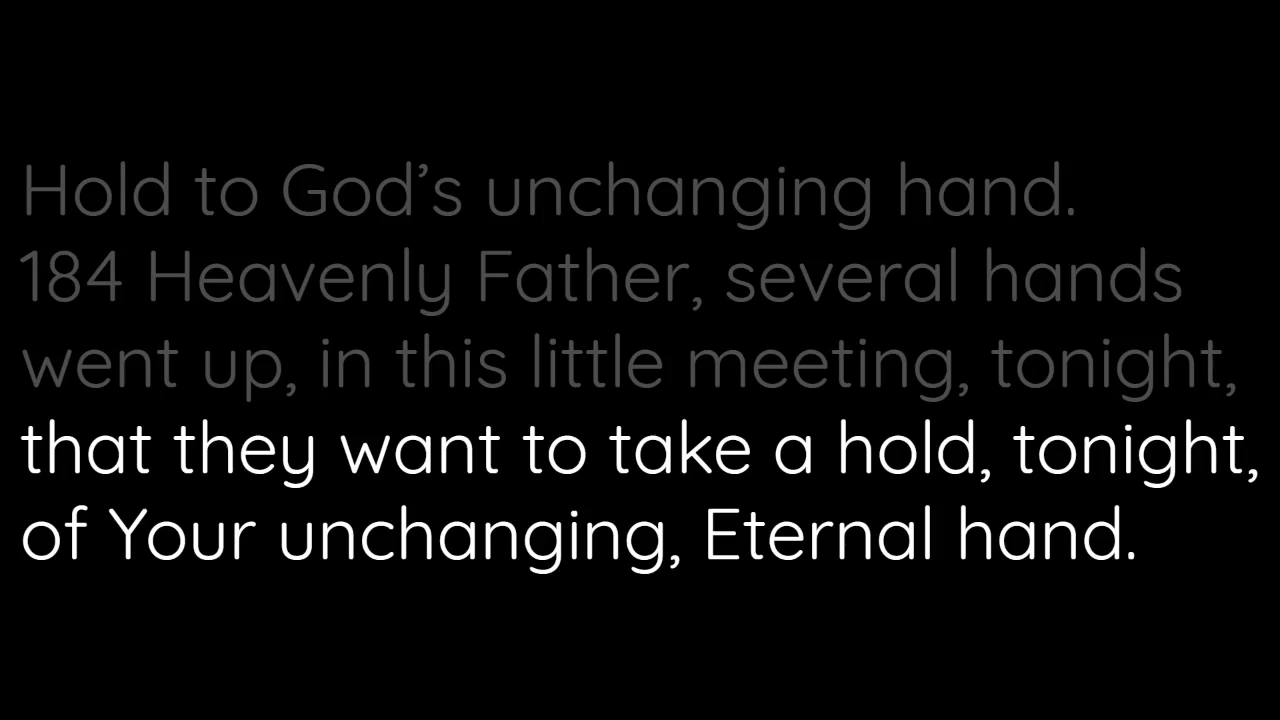 Hold to God’s unchanging hand.
184 Heavenly Father, several hands
went up, in this little meeting, tonight,
that they want to take a hold, tonight,
of Your unchanging, Eternal hand.